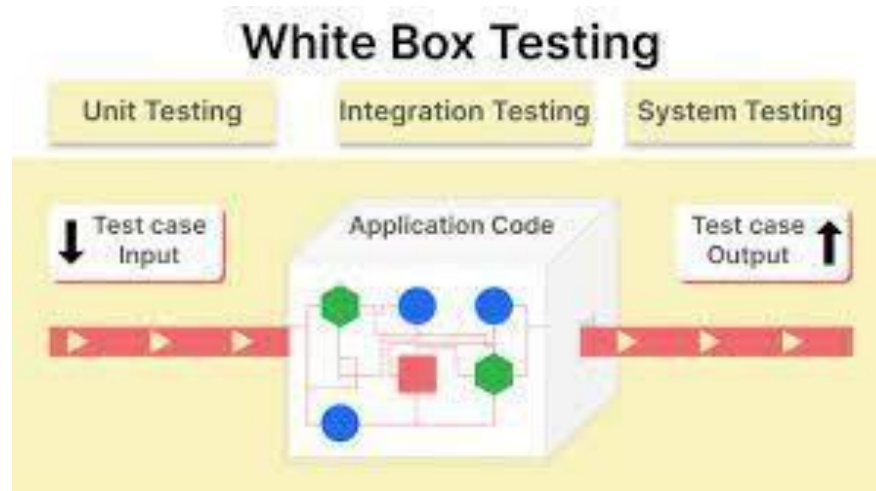 White Box Testing
Unit Testing
Integration Testing
System Testing
Test case
Input
Application Code
Test case
Output